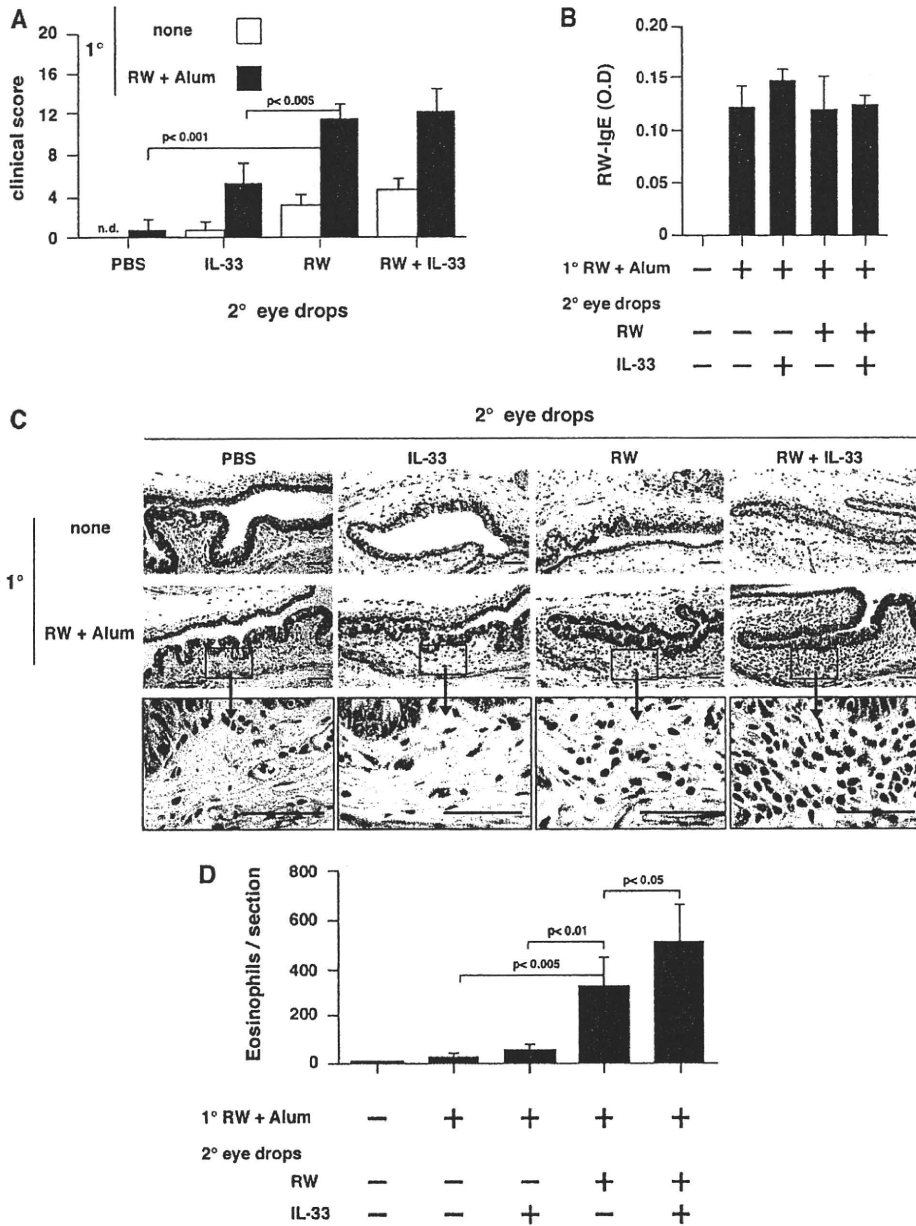 A
1°
none
RW + Alum
clinical score
20
16
12
8
4
0
p< 0.005
p< 0.001
n.d.
PBS IL-33 RW RW + IL-33
2° eye drops
B
RW-IgE (O.D)
0.20
0.15
0.10
0.05
0
1° RW + Alum − + + + +
2° eye drops
RW − − − + +
IL-33 − − + − +
C
2° eye drops
PBS IL-33 RW RW + IL-33
1°
none
RW + Alum
D
Eosinophils / section
800
600
400
200
0
p< 0.05
p< 0.01
p< 0.005
1° RW + Alum − + + + +
2° eye drops
RW − − − + +
IL-33 − − + − +